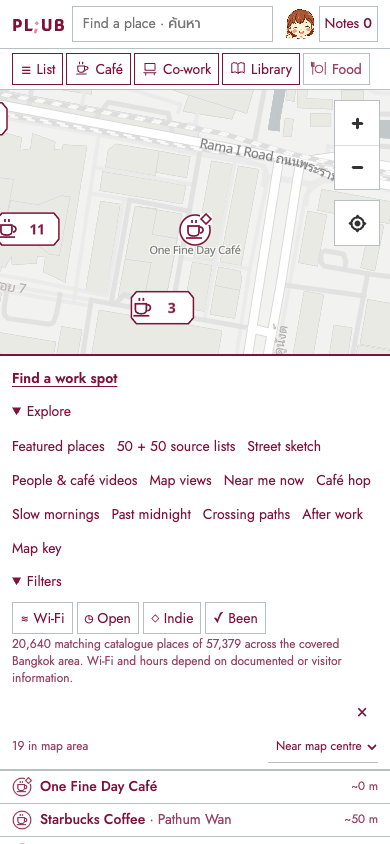 PL;UB
Find a place · ค้นหา
Notes 0
≡ List
Café
Co-work
Library
Food
Rama I Road
11
One Fine Day Café
3
Find a work spot
▼ Explore
Featured places 50 + 50 source lists Street sketch
People & café videos Map views Near me now Café hop
Slow mornings Past midnight Crossing paths After work
Map key
▼ Filters
≈ Wi-Fi
Open
◇ Indie
✓ Been
20,640 matching catalogue places of 57,379 across the covered
Bangkok area. Wi-Fi and hours depend on documented or visitor
information.
×
19 in map area
Near map centre
One Fine Day Café
~0 m
Starbucks Coffee · Pathum Wan
~50 m